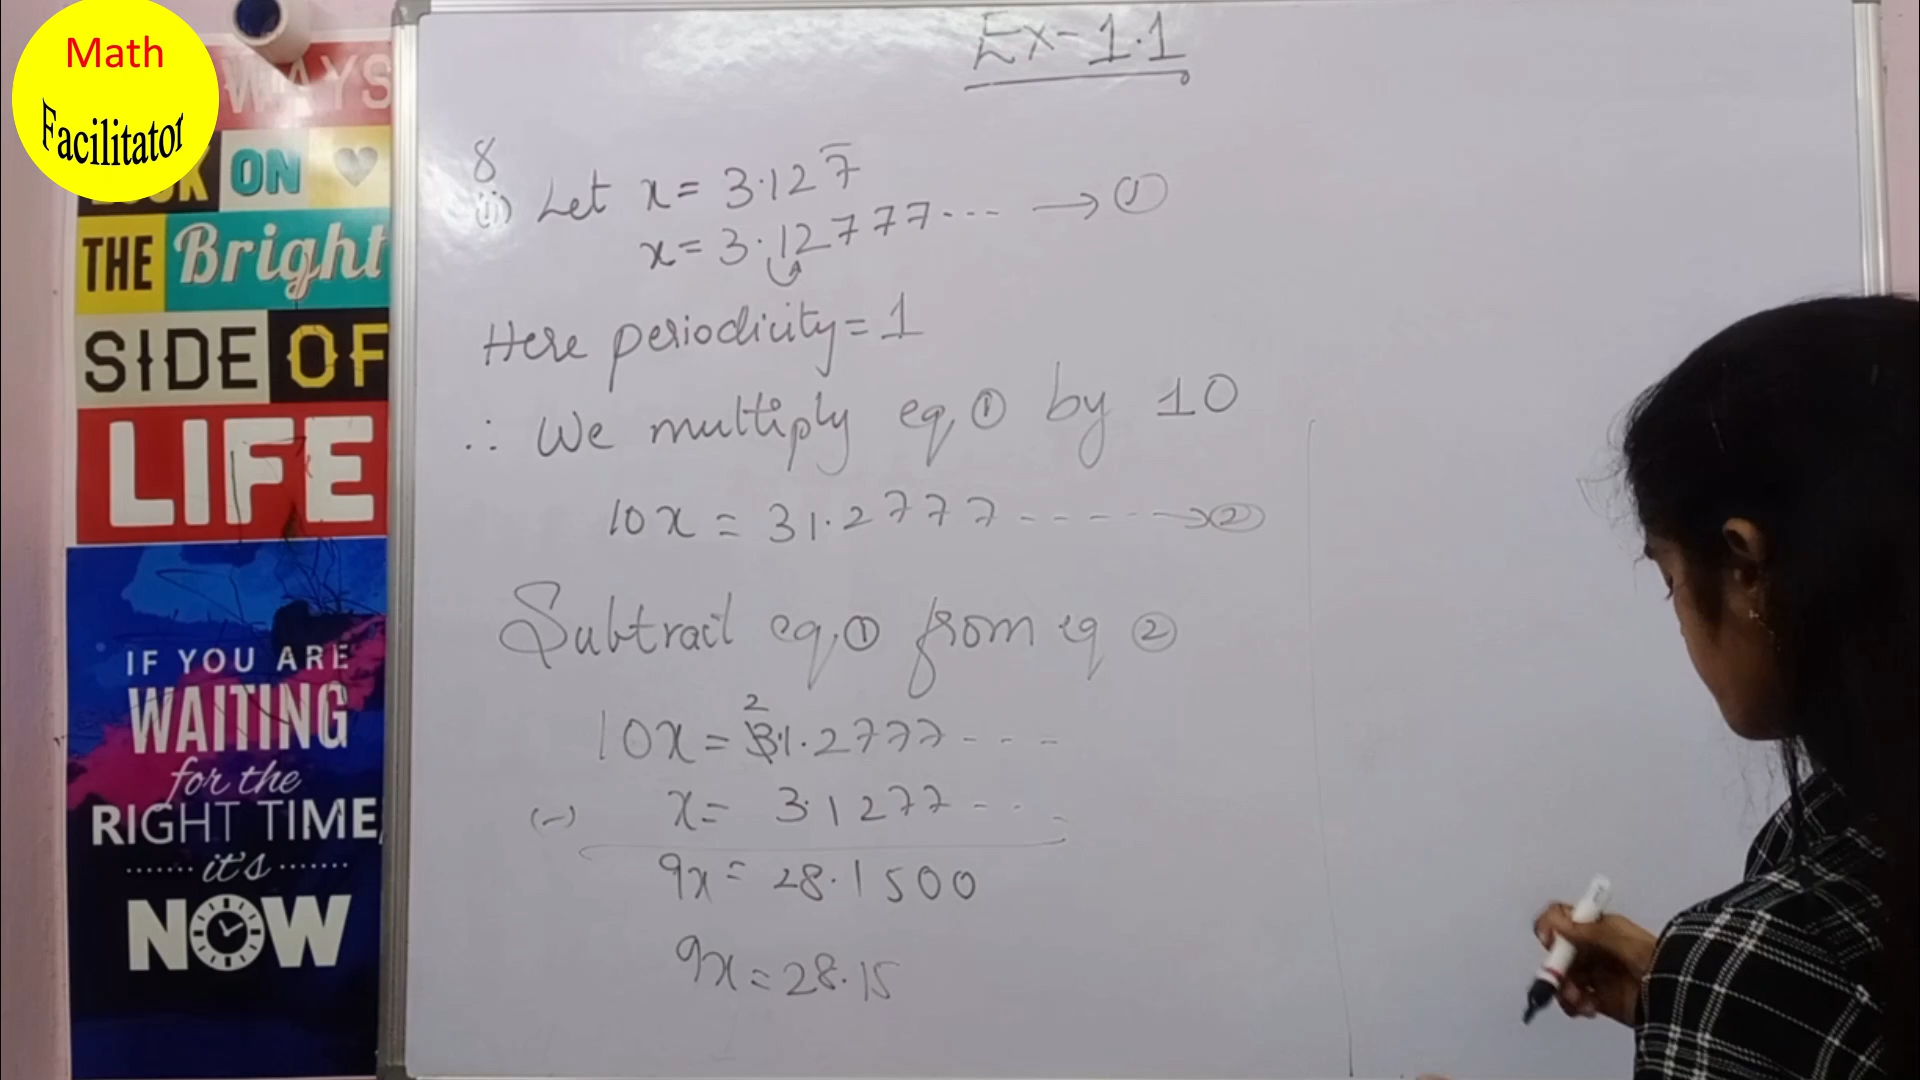 Math
Facilitator
WAYS
LOOK ON
THE Bright
SIDE OF
LIFE
IF YOU ARE
WAITING
for the
RIGHT TIME,
it's
NOW
Ex-1.1
8
(ii) Let x = 3.127̅
x = 3.12777... → ①
Here periodicity = 1
∴ We multiply eq ① by 10
10x = 31.2777----- → ②
Subtract eq,① from eq ②
2
10x = 31.2777---
(-) x = 3.1277--..
9x = 28.1500
9x = 28.15